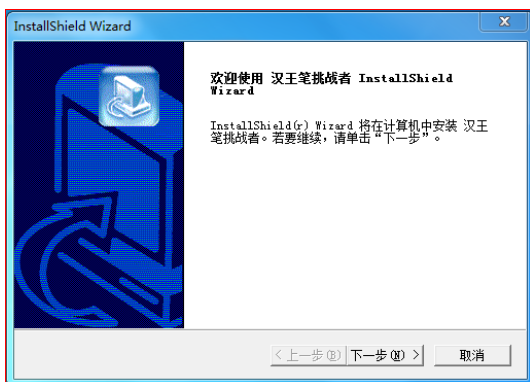 InstallShield Wizard
欢迎使用 汉王笔挑战者 InstallShield
Wizard
InstallShield(r) Wizard 将在计算机中安装 汉王
笔挑战者。若要继续，请单击“下一步”。
< 上一步(B) 下一步(N) > 取消